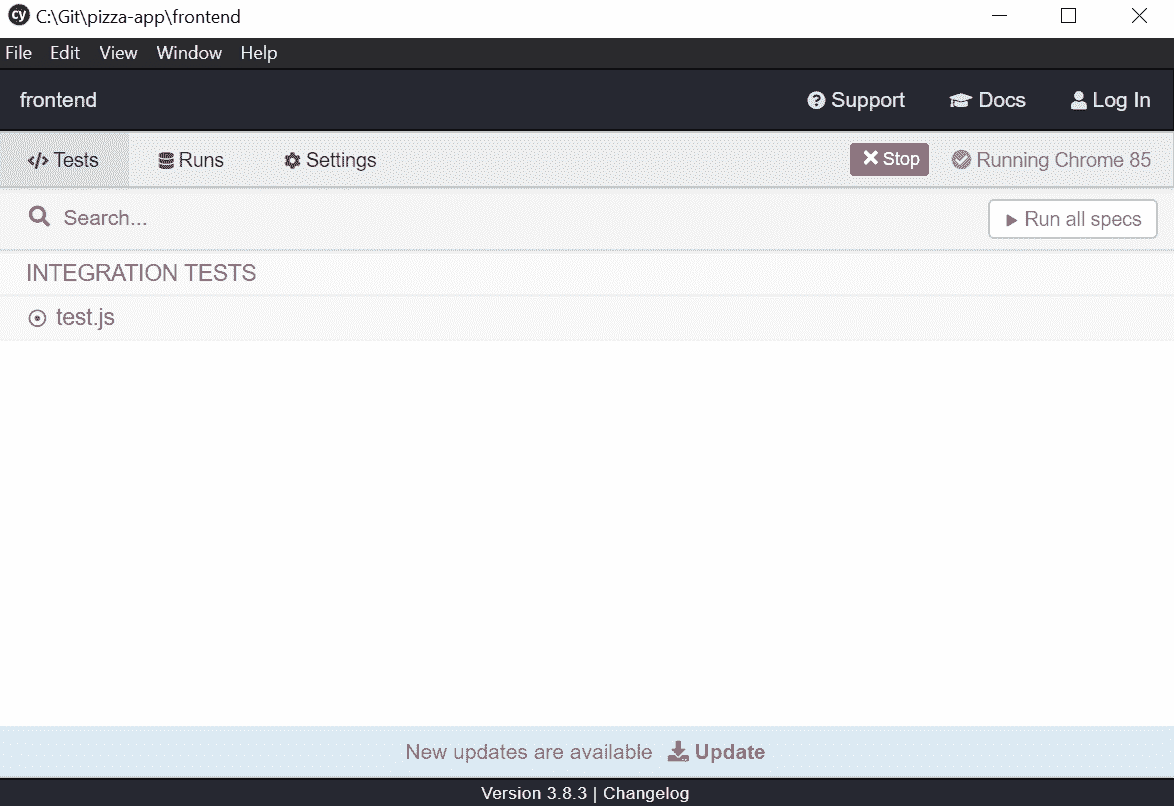 cy C:\Git\pizza-app\frontend
File Edit View Window Help
frontend Support Docs Log In
</> Tests Runs Settings Stop Running Chrome 85
Search... Run all specs
INTEGRATION TESTS
test.js
New updates are available Update
Version 3.8.3 | Changelog